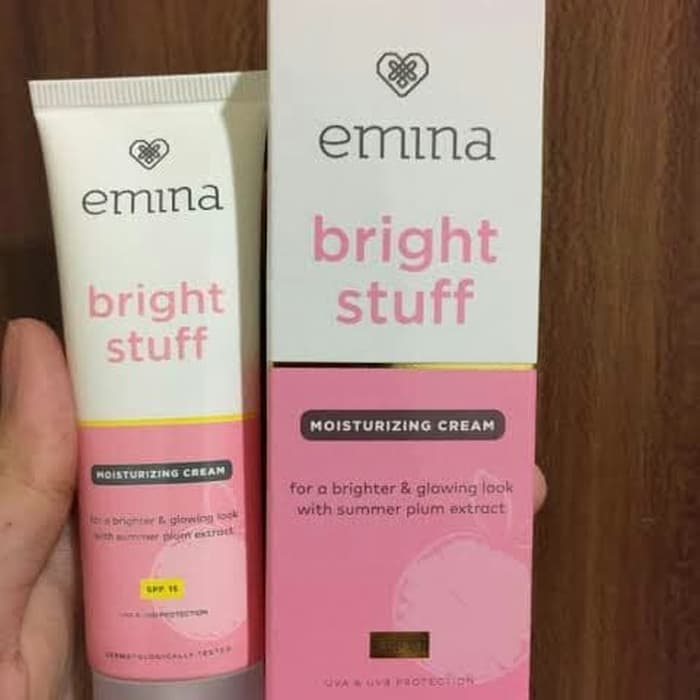 emina
bright
stuff
MOISTURIZING CREAM
for a brighter & glowing look
with summer plum extract
SPF 15
UVA & UVB PROTECTION
DERMATOLOGICALLY TESTED
emina
bright
stuff
MOISTURIZING CREAM
for a brighter & glowing look
with summer plum extract
UVA & UVB PROTECTION